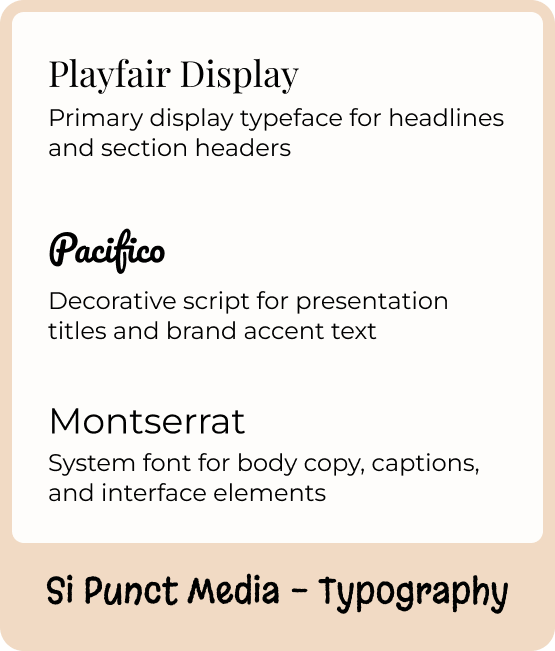 Playfair Display
Primary display typeface for headlines
and section headers
Pacifico
Decorative script for presentation
titles and brand accent text
Montserrat
System font for body copy, captions,
and interface elements
Si Punct Media - Typography